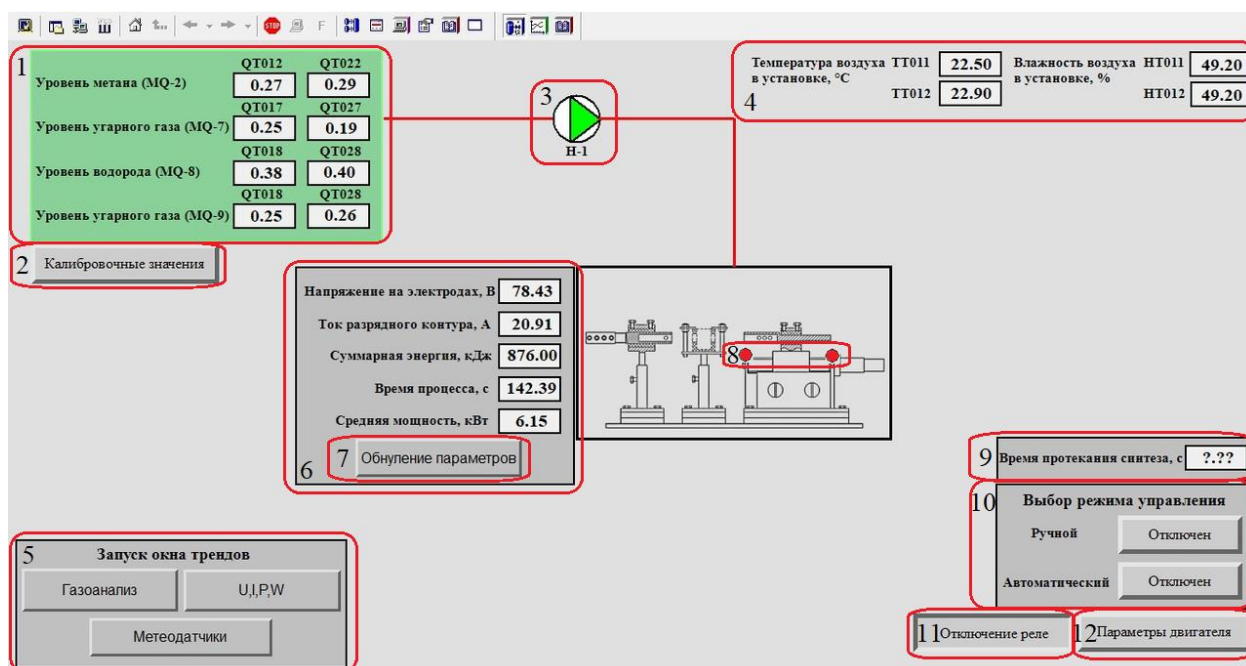 STOP F
1
QT012 QT022
Уровень метана (MQ-2) 0.27 0.29
QT017 QT027
Уровень угарного газа (MQ-7) 0.25 0.19
QT018 QT028
Уровень водорода (MQ-8) 0.38 0.40
QT018 QT028
Уровень угарного газа (MQ-9) 0.25 0.26
2 Калибровочные значения
3
Н-1
Температура воздуха TT011 22.50 Влажность воздуха HT011 49.20
в установке, °C в установке, %
4 TT012 22.90 HT012 49.20
Напряжение на электродах, В 78.43
Ток разрядного контура, А 20.91
Суммарная энергия, кДж 876.00
Время процесса, с 142.39
Средняя мощность, кВт 6.15
6 7 Обнуление параметров
8
9 Время протекания синтеза, с ?.??
10 Выбор режима управления
Ручной Отключен
Автоматический Отключен
5 Запуск окна трендов
Газоанализ U,I,P,W
Метеодатчики
11 Отключение реле 12 Параметры двигателя